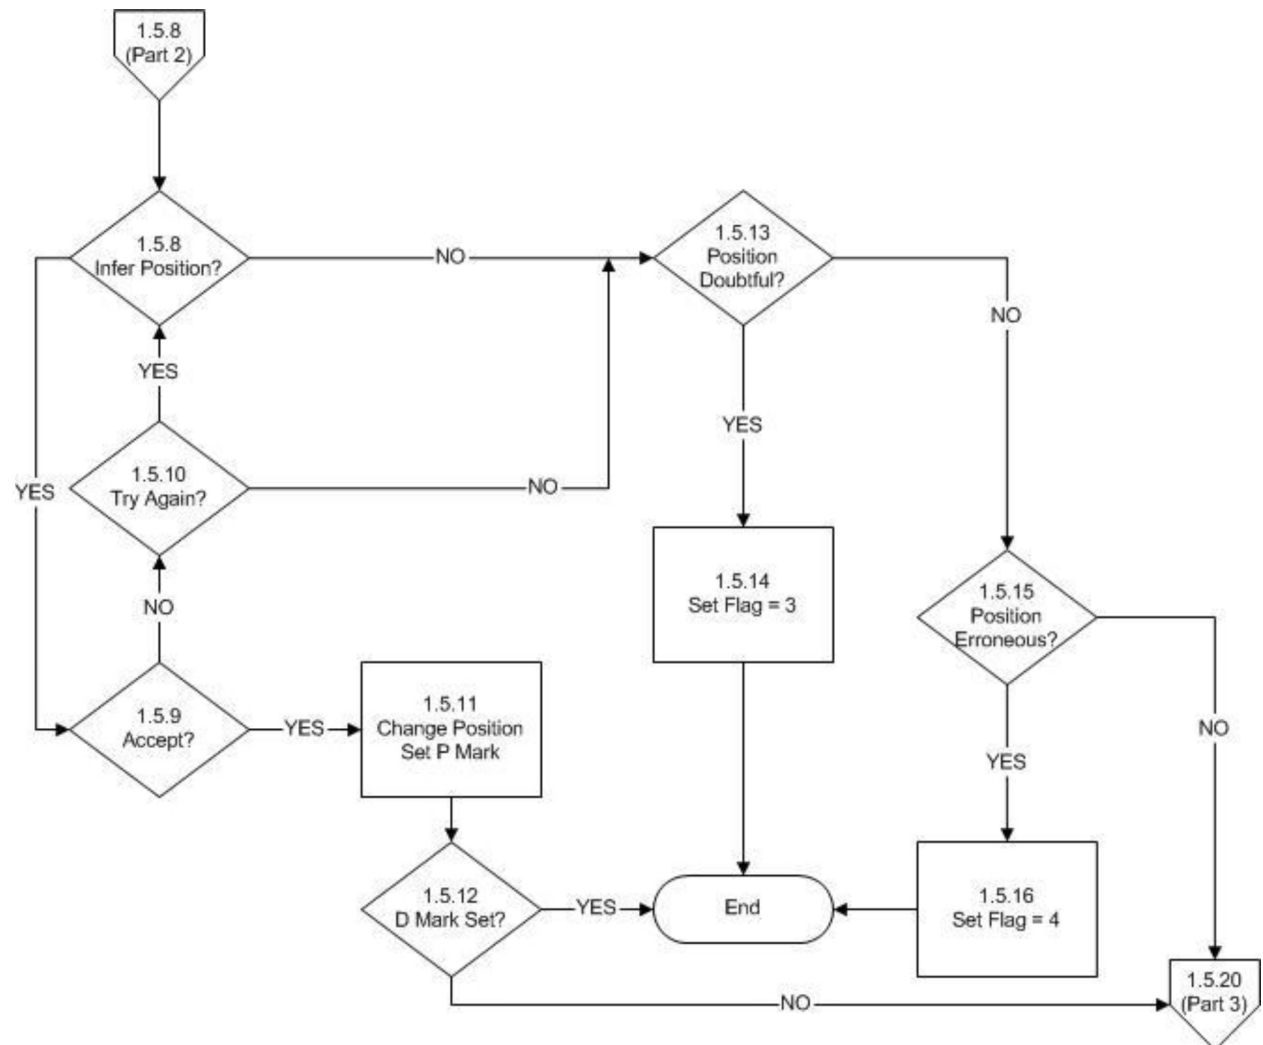 1.5.8
(Part 2)
1.5.8
Infer Position?
NO
1.5.13
Position
Doubtful?
NO
YES
YES
1.5.10
Try Again?
NO
YES
NO
1.5.9
Accept?
YES
1.5.11
Change Position
Set P Mark
1.5.12
D Mark Set?
YES
NO
YES
1.5.14
Set Flag = 3
End
1.5.15
Position
Erroneous?
YES
NO
1.5.16
Set Flag = 4
1.5.20
(Part 3)